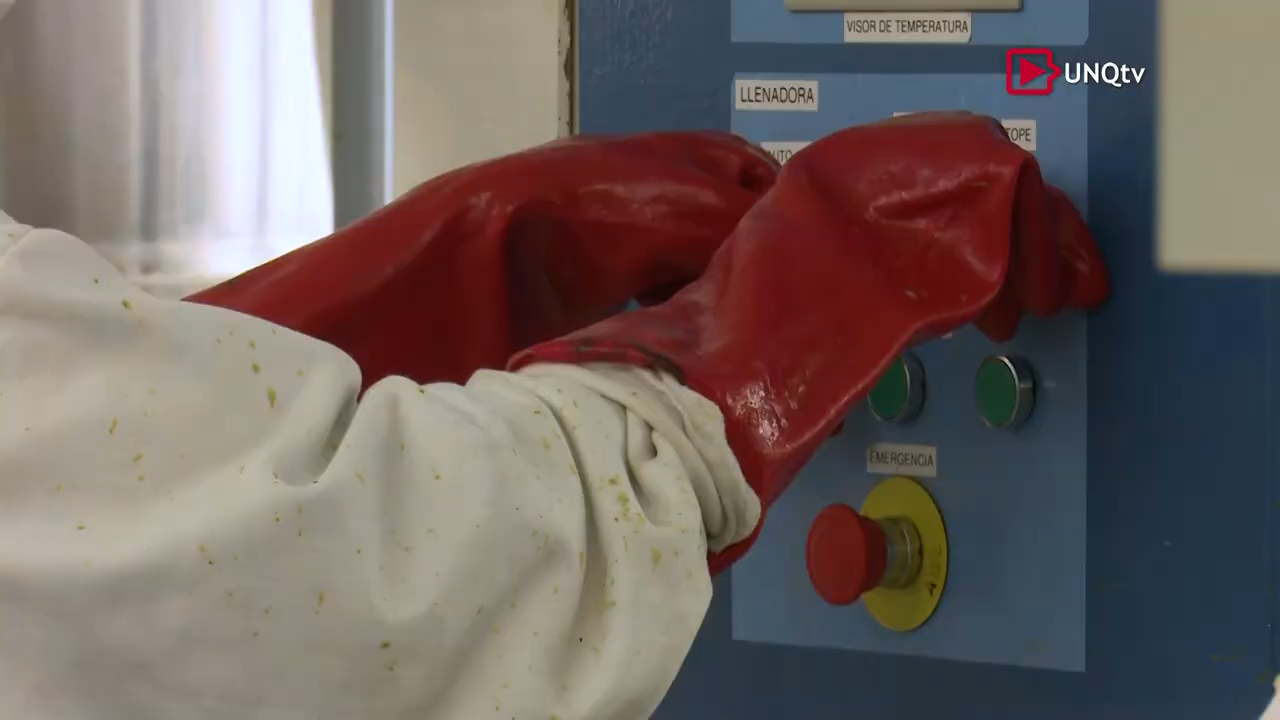 VISOR DE TEMPERATURA
UNQtv
LLENADORA
TOPE
EMERGENCIA